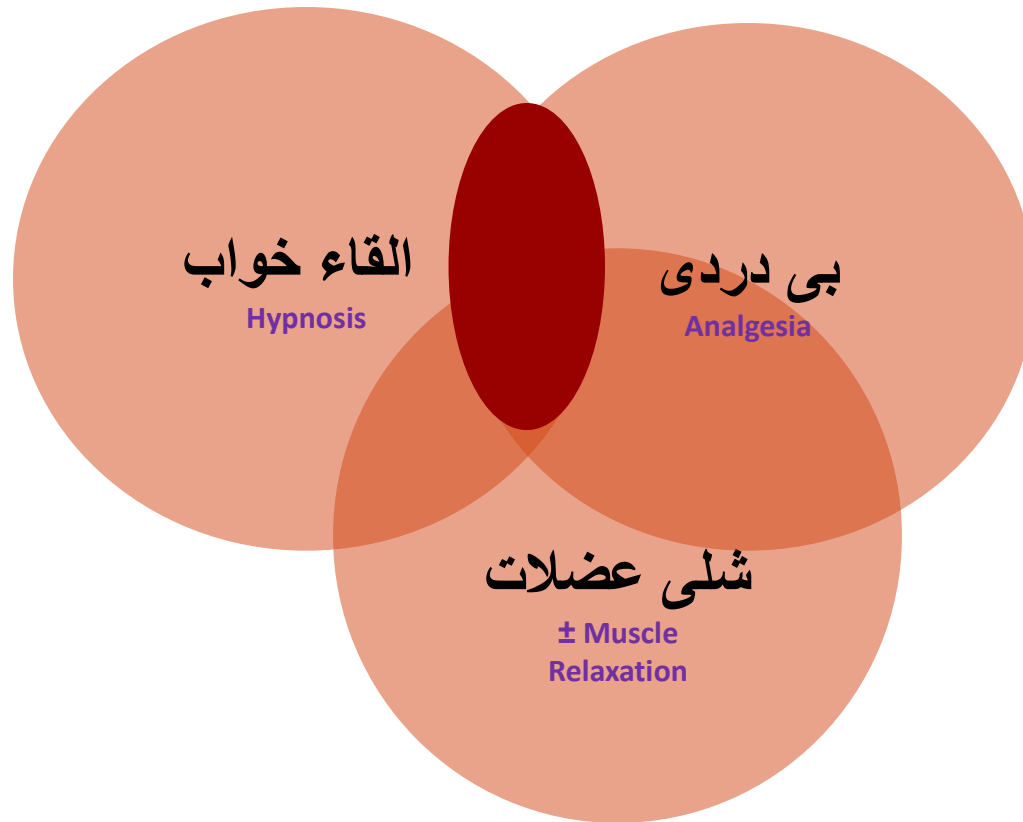 القاء خواب
Hypnosis
بی دردی
Analgesia
شلی عضلات
± Muscle
Relaxation